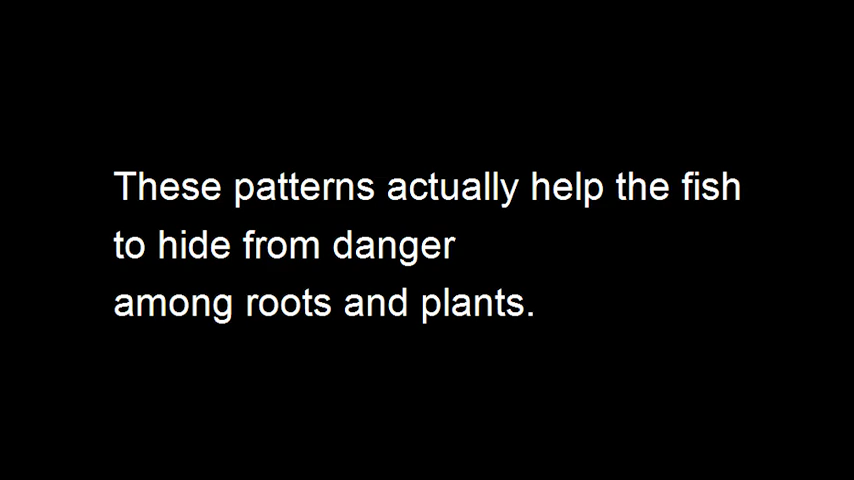 These patterns actually help the fish
to hide from danger
among roots and plants.